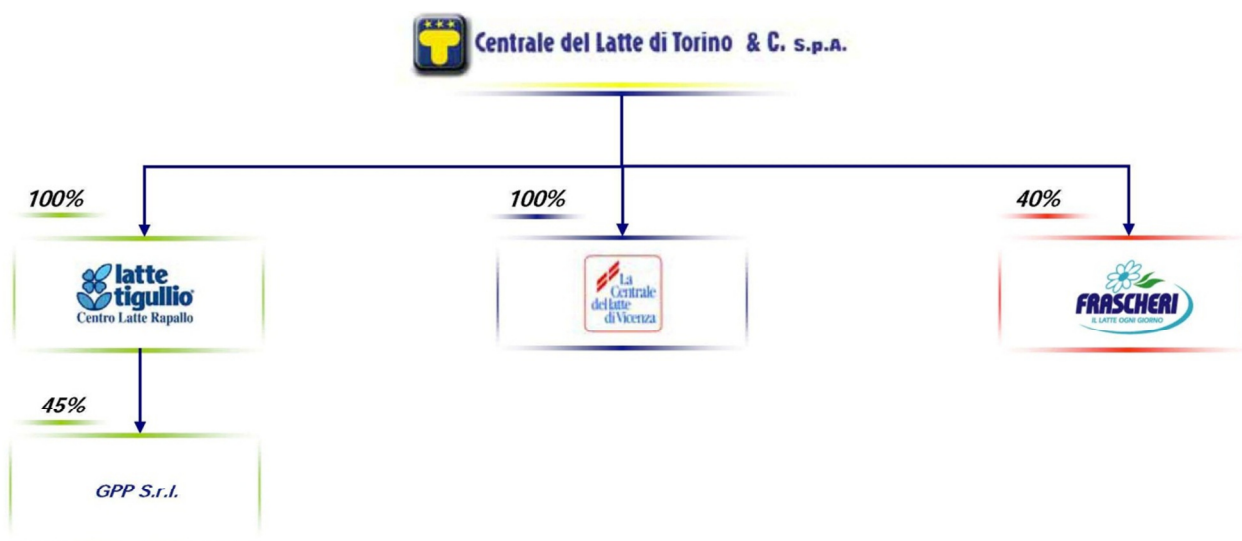 Centrale del Latte di Torino & C. S.p.A.
100%
100%
40%
latte
tigullio
Centro Latte Rapallo
La
Centrale
del latte
di Vicenza
FRASCHERI
IL LATTE OGNI GIORNO
45%
GPP S.r.l.